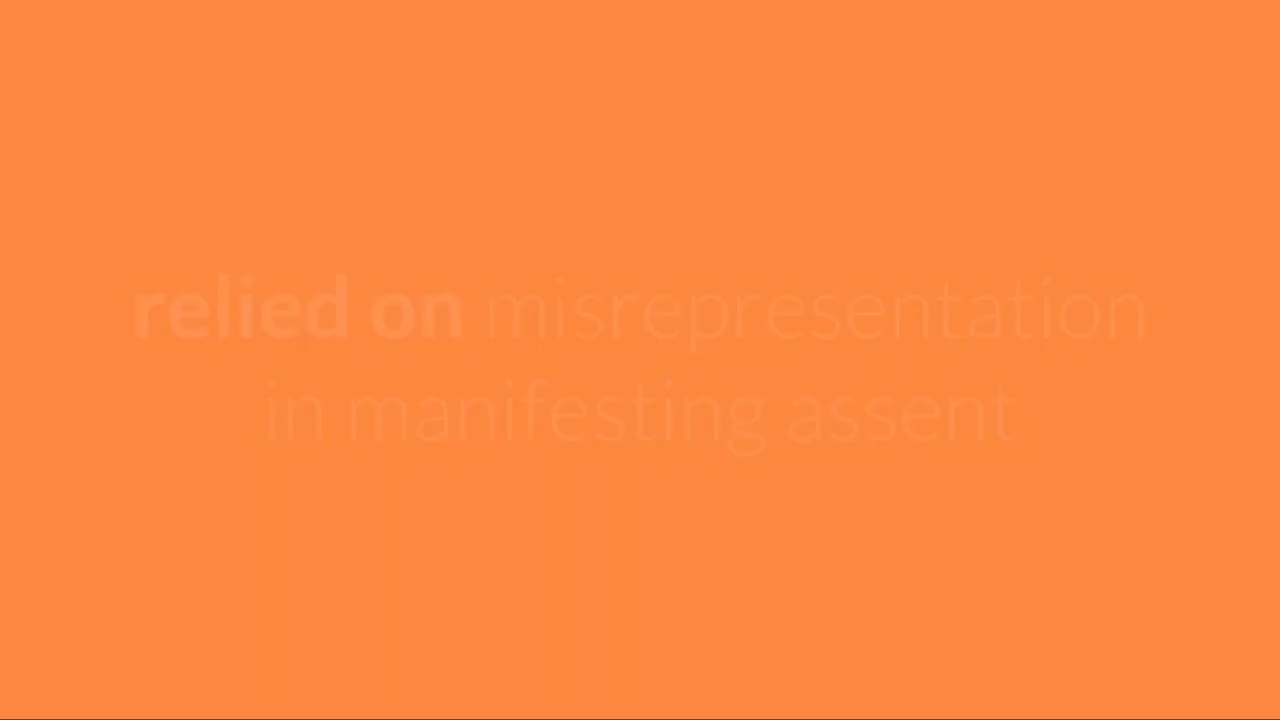 relied on misrepresentation
in manifesting assent